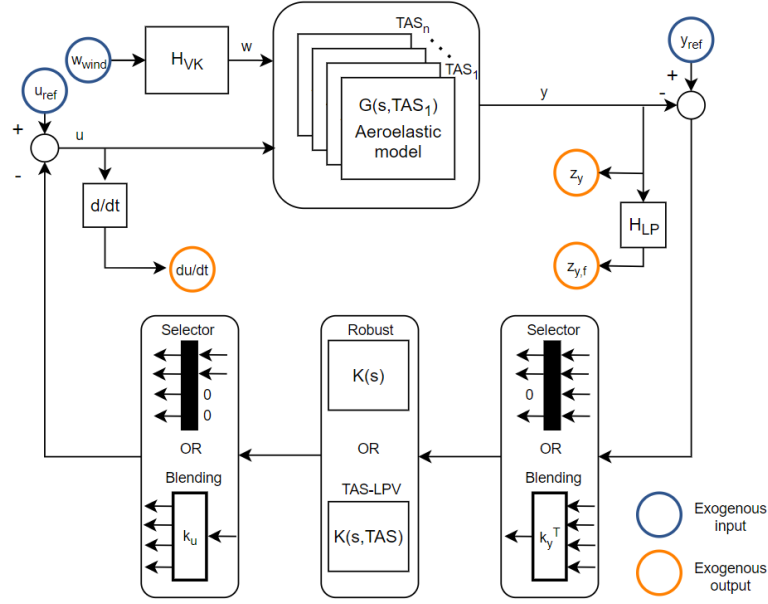 w_wind
H_VK
w
TAS_n
TAS_1
y_ref
u_ref
G(s,TAS_1)
Aeroelastic
model
y
+
-
+
u
-
z_y
d/dt
H_LP
du/dt
z_y,f
Selector
0
0
OR
Blending
k_u
Robust
K(s)
OR
TAS-LPV
K(s,TAS)
Selector
0
OR
Blending
k_y^T
Exogenous
input
Exogenous
output